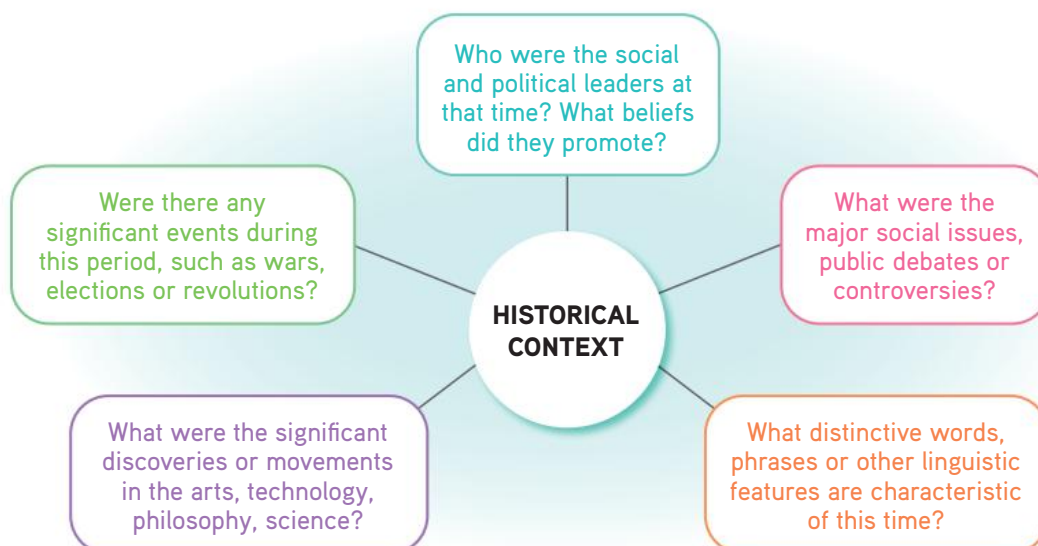 Who were the social
and political leaders at
that time? What beliefs
did they promote?
Were there any
significant events during
this period, such as wars,
elections or revolutions?
What were the
major social issues,
public debates or
controversies?
HISTORICAL
CONTEXT
What were the significant
discoveries or movements
in the arts, technology,
philosophy, science?
What distinctive words,
phrases or other linguistic
features are characteristic
of this time?